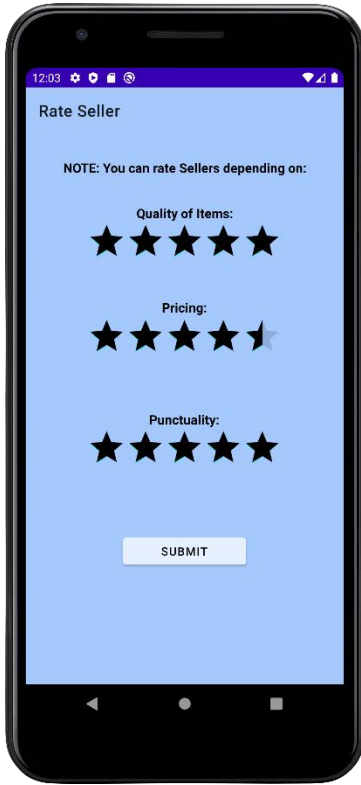 12:03
Rate Seller
NOTE: You can rate Sellers depending on:
Quality of Items:
Pricing:
Punctuality:
SUBMIT